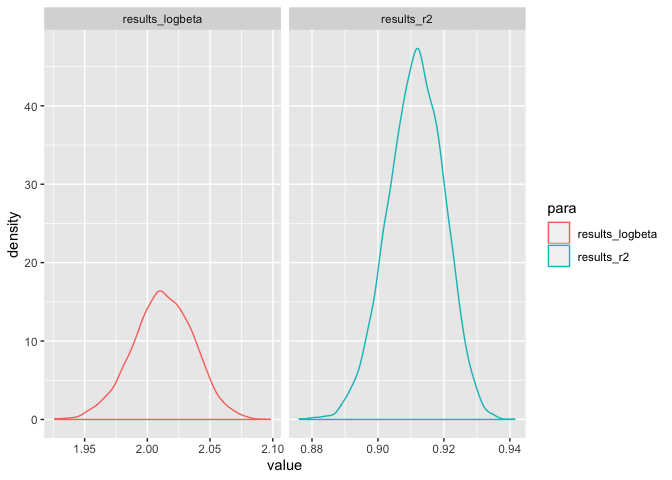 results_logbeta
results_r2
density
40
30
20
10
0
1.95
2.00
2.05
2.10
0.88
0.90
0.92
0.94
value
para
results_logbeta
results_r2